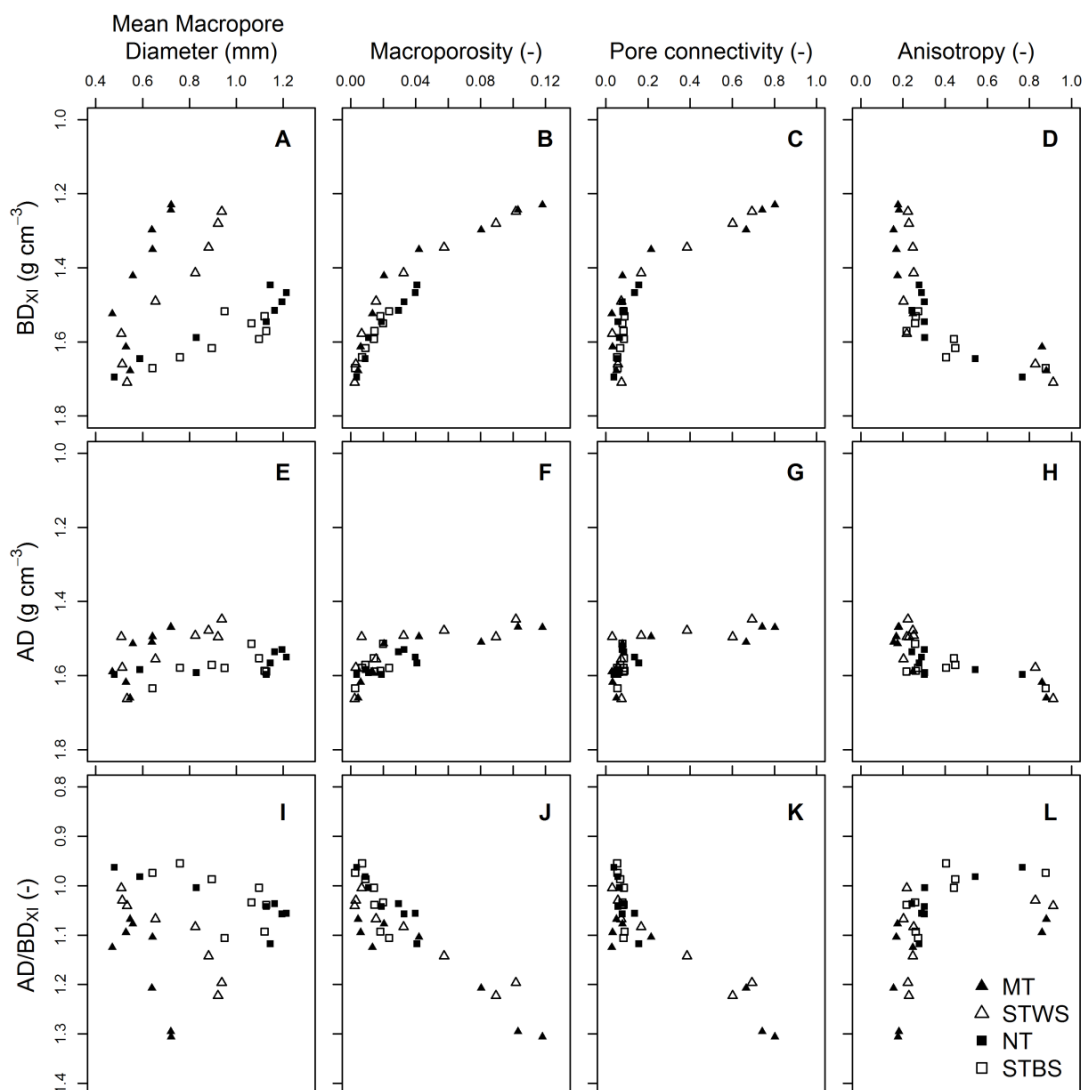 Mean Macropore
Diameter (mm)
Macroporosity (-)
Pore connectivity (-)
Anisotropy (-)
0.4 0.6 0.8 1.0 1.2
0.00 0.04 0.08 0.12
0.0 0.2 0.4 0.6 0.8 1.0
0.0 0.2 0.4 0.6 0.8 1.0
BD_XI (g cm⁻³)
1.0 1.2 1.4 1.6 1.8
A
B
C
D
AD (g cm⁻³)
1.0 1.2 1.4 1.6 1.8
E
F
G
H
AD/BD_XI (-)
0.8 0.9 1.0 1.1 1.2 1.3 1.4
I
J
K
L
MT
STWS
NT
STBS